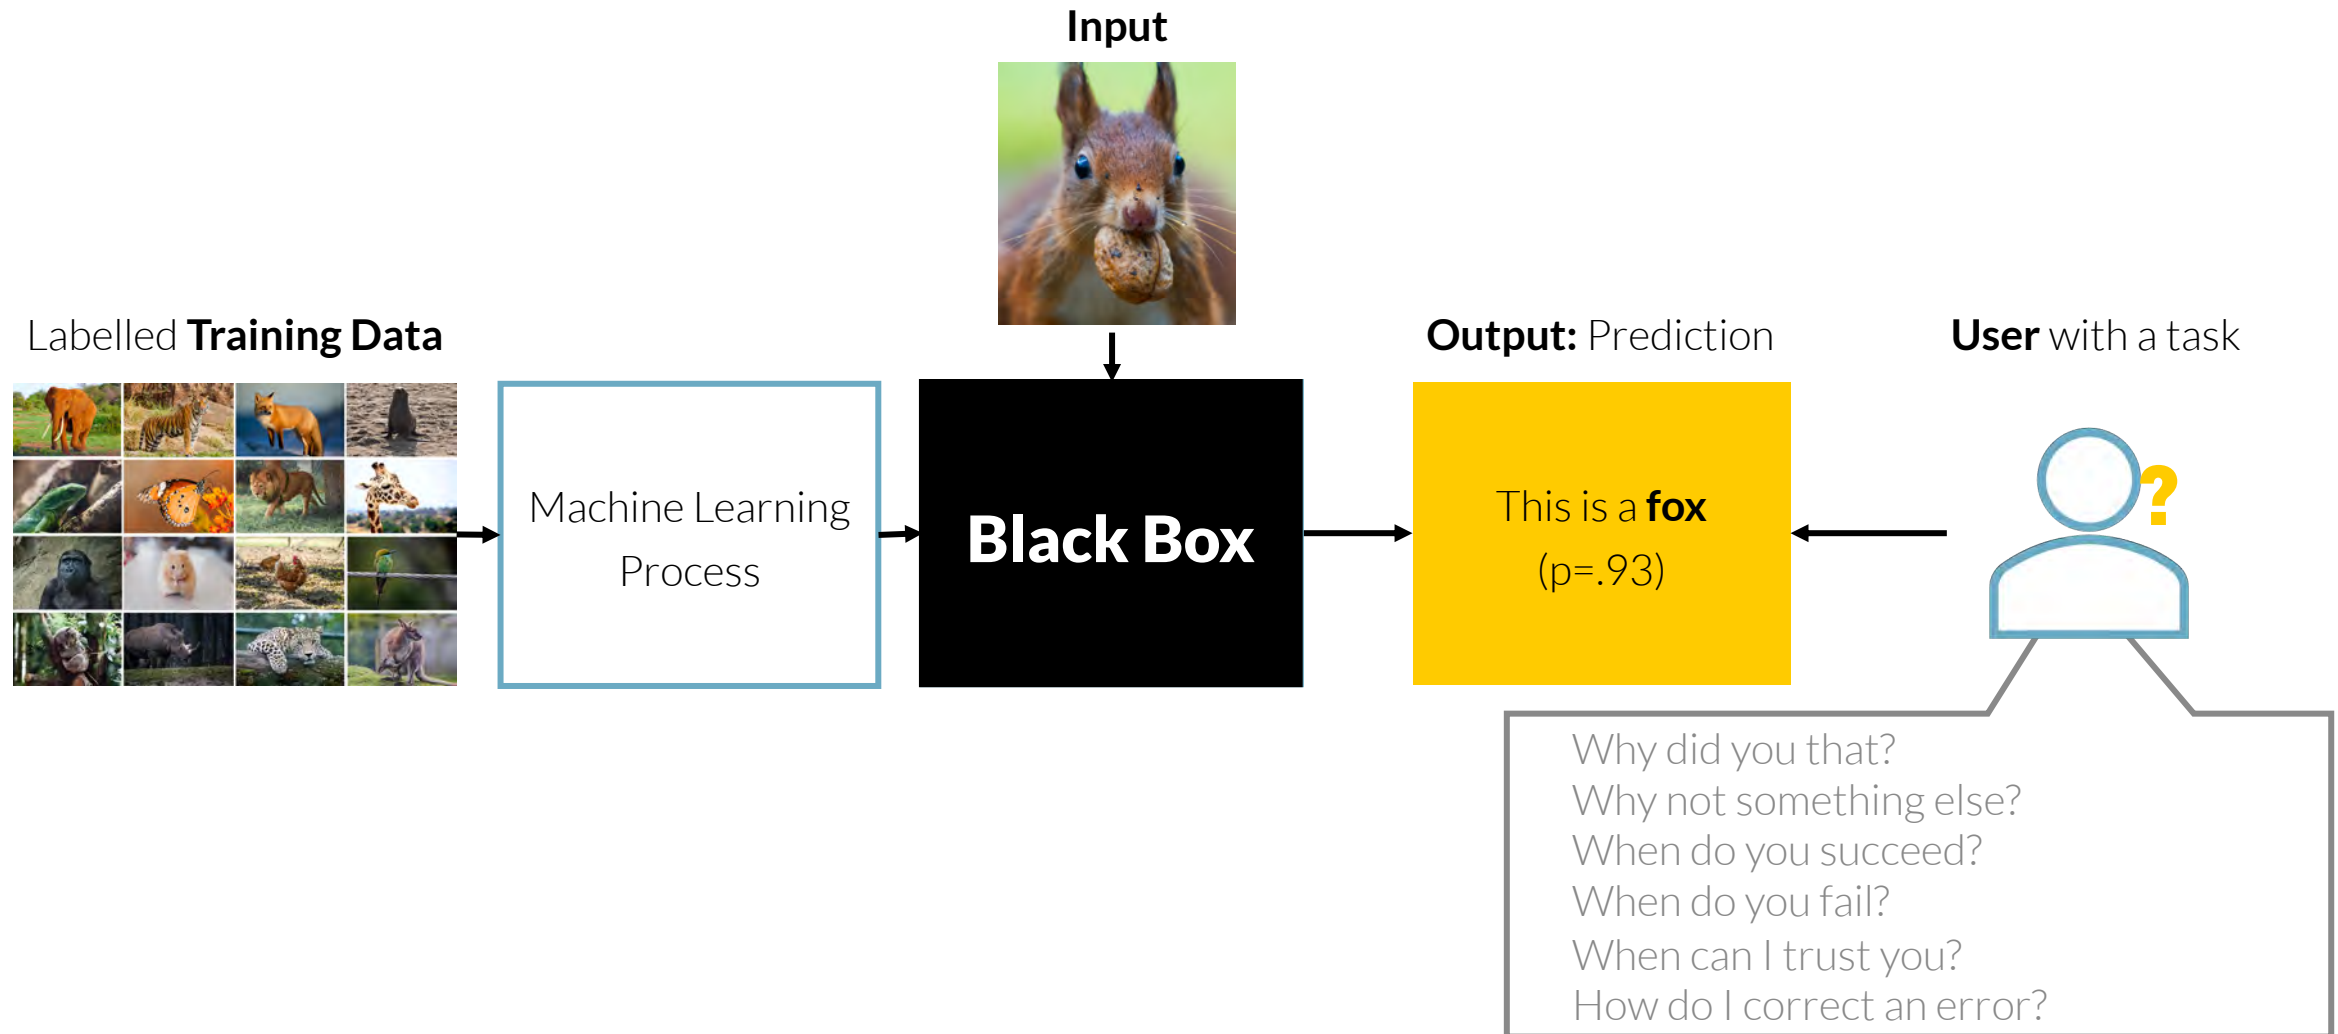 Input
Labelled Training Data
Output: Prediction
User with a task
Machine Learning
Process
Black Box
This is a fox
(p=.93)
?
Why did you that?
Why not something else?
When do you succeed?
When do you fail?
When can I trust you?
How do I correct an error?